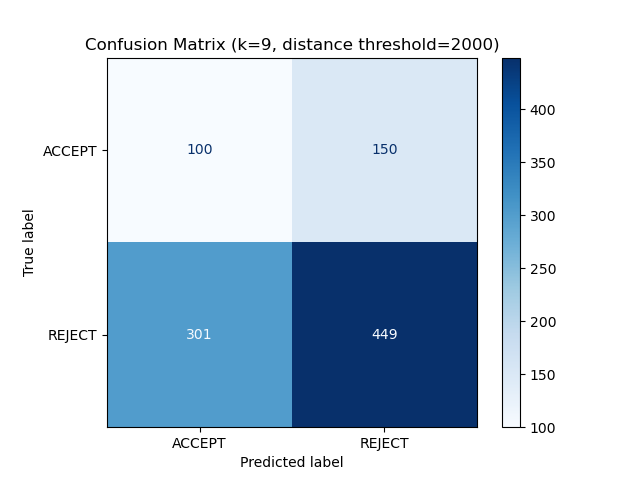 Confusion Matrix (k=9, distance threshold=2000)
True label
ACCEPT
100
150
REJECT
301
449
ACCEPT
REJECT
Predicted label
400
350
300
250
200
150
100